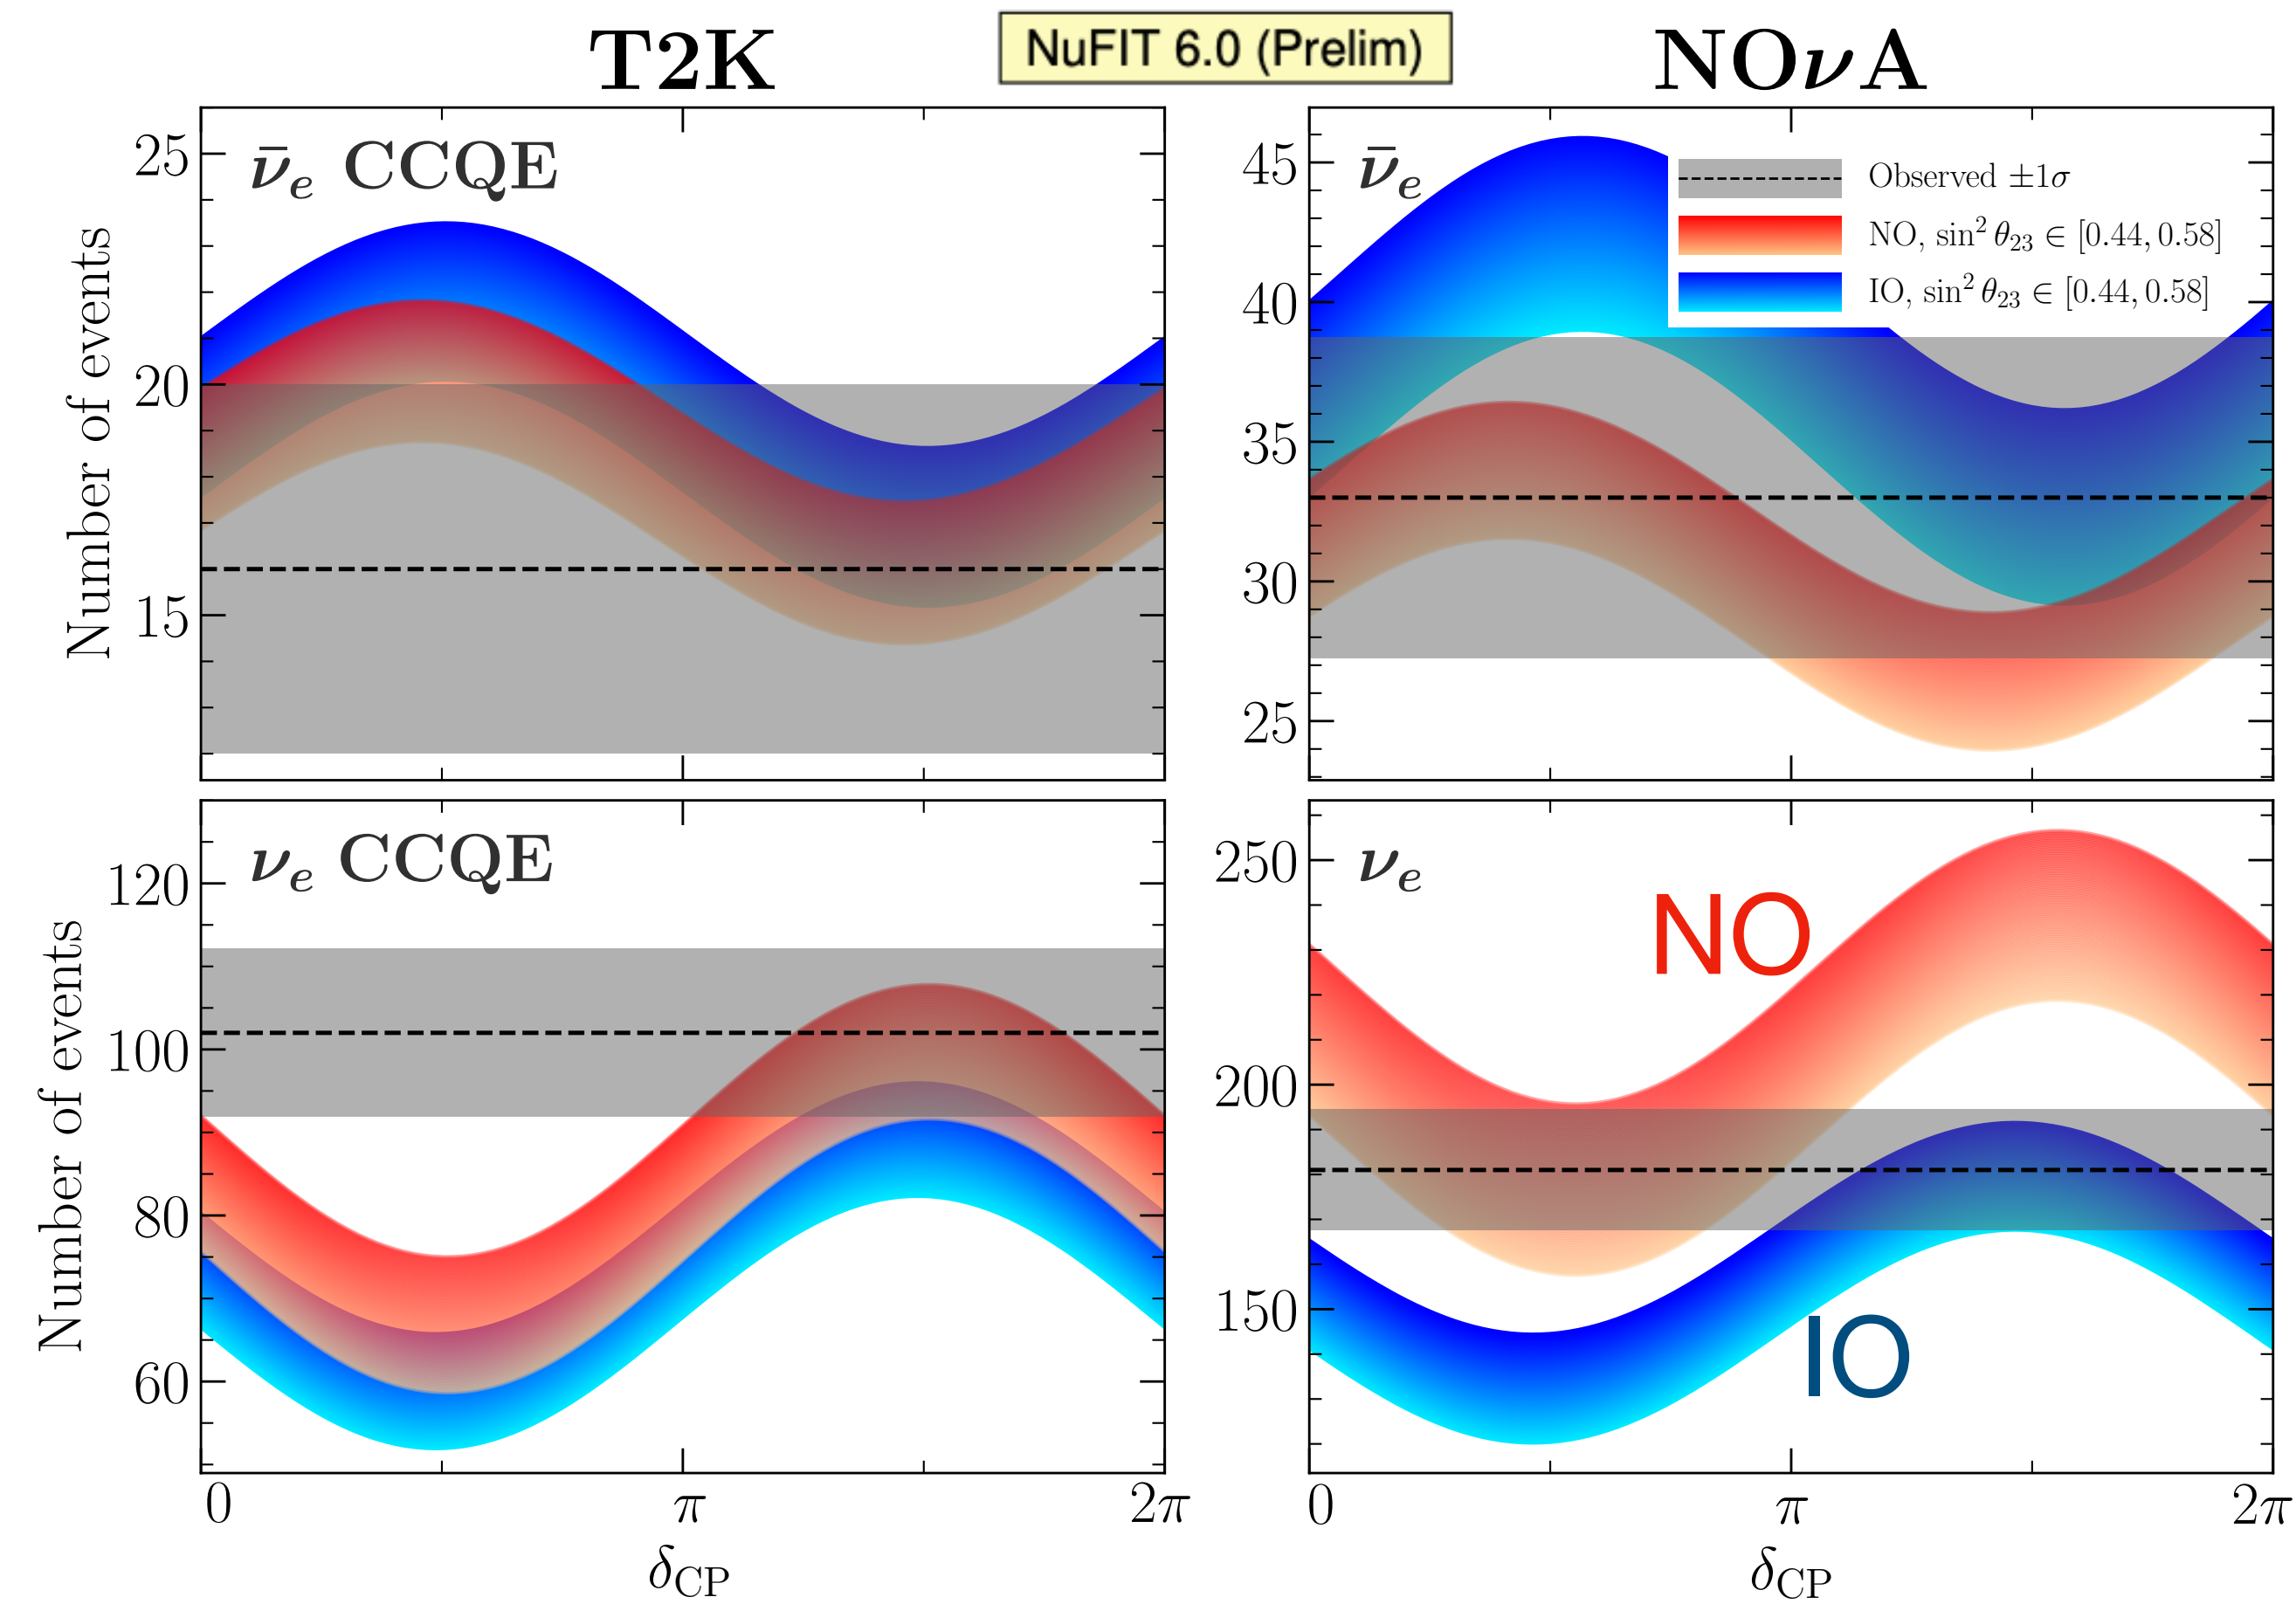 T2K
NuFIT 6.0 (Prelim)
NOνA
ν̄e CCQE
25
20
15
Number of events
ν̄e
45
40
35
30
25
Observed ±1σ
NO, sin² θ₂₃ ∈ [0.44, 0.58]
IO, sin² θ₂₃ ∈ [0.44, 0.58]
νe CCQE
120
100
80
60
Number of events
0 π 2π
δCP
νe
250
200
150
NO
IO
0 π 2π
δCP